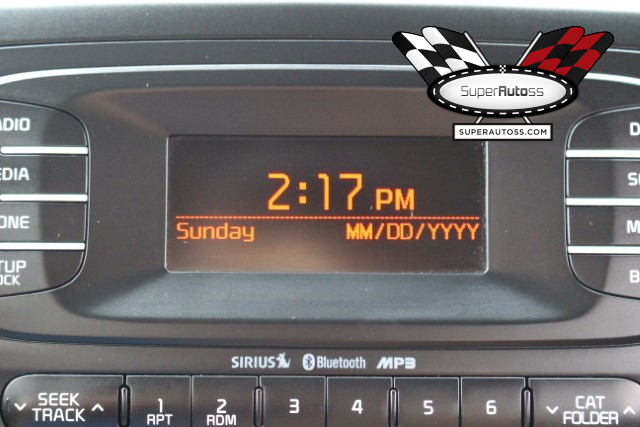 SuperAutoss
SUPERAUTOSS.COM
2:17 PM
Sunday MM/DD/YYYY
SIRIUS Bluetooth MP3
SEEK TRACK
1 RPT
2 RDM
3
4
5
6
CAT FOLDER